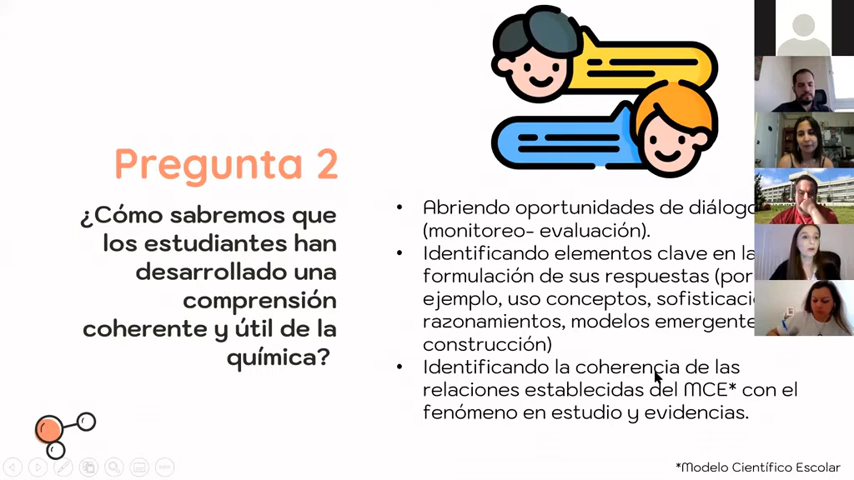 Pregunta 2
¿Cómo sabremos que
los estudiantes han
desarrollado una
comprensión
coherente y útil de la
química?
• Abriendo oportunidades de diálogo
(monitoreo- evaluación).
• Identificando elementos clave en la
formulación de sus respuestas (por
ejemplo, uso conceptos, sofisticaci
razonamientos, modelos emergente
construcción)
• Identificando la coherencia de las
relaciones establecidas del MCE* con el
fenómeno en estudio y evidencias.
*Modelo Científico Escolar